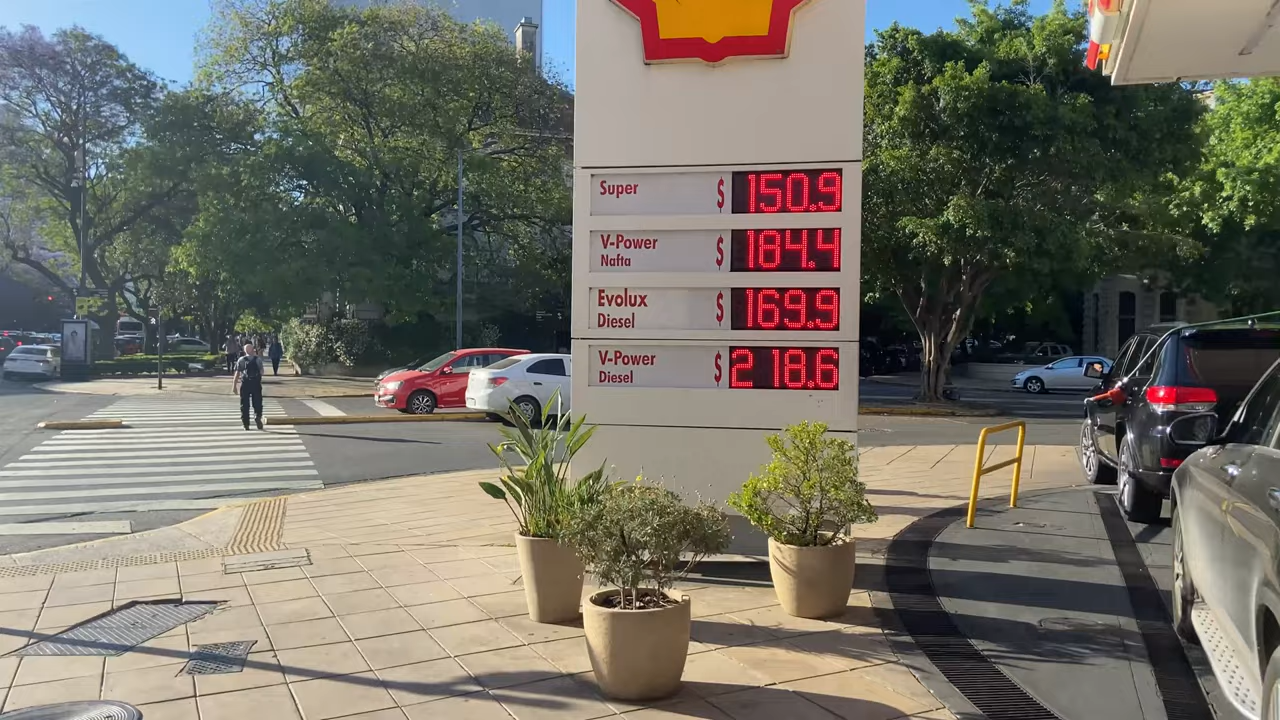 Super $ 150.9
V-Power $ 184.4
Nafta
Evolux $ 169.9
Diesel
V-Power $ 218.6
Diesel